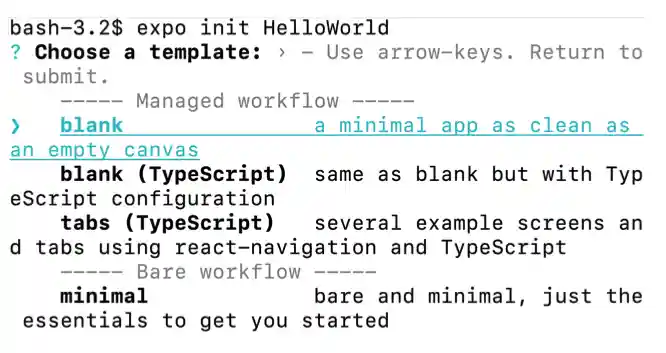 bash-3.2$ expo init HelloWorld
? Choose a template: › - Use arrow-keys. Return to
submit.
----- Managed workflow -----
❯ blank a minimal app as clean as
an empty canvas
blank (TypeScript) same as blank but with Typ
eScript configuration
tabs (TypeScript) several example screens an
d tabs using react-navigation and TypeScript
----- Bare workflow -----
minimal bare and minimal, just the
essentials to get you started